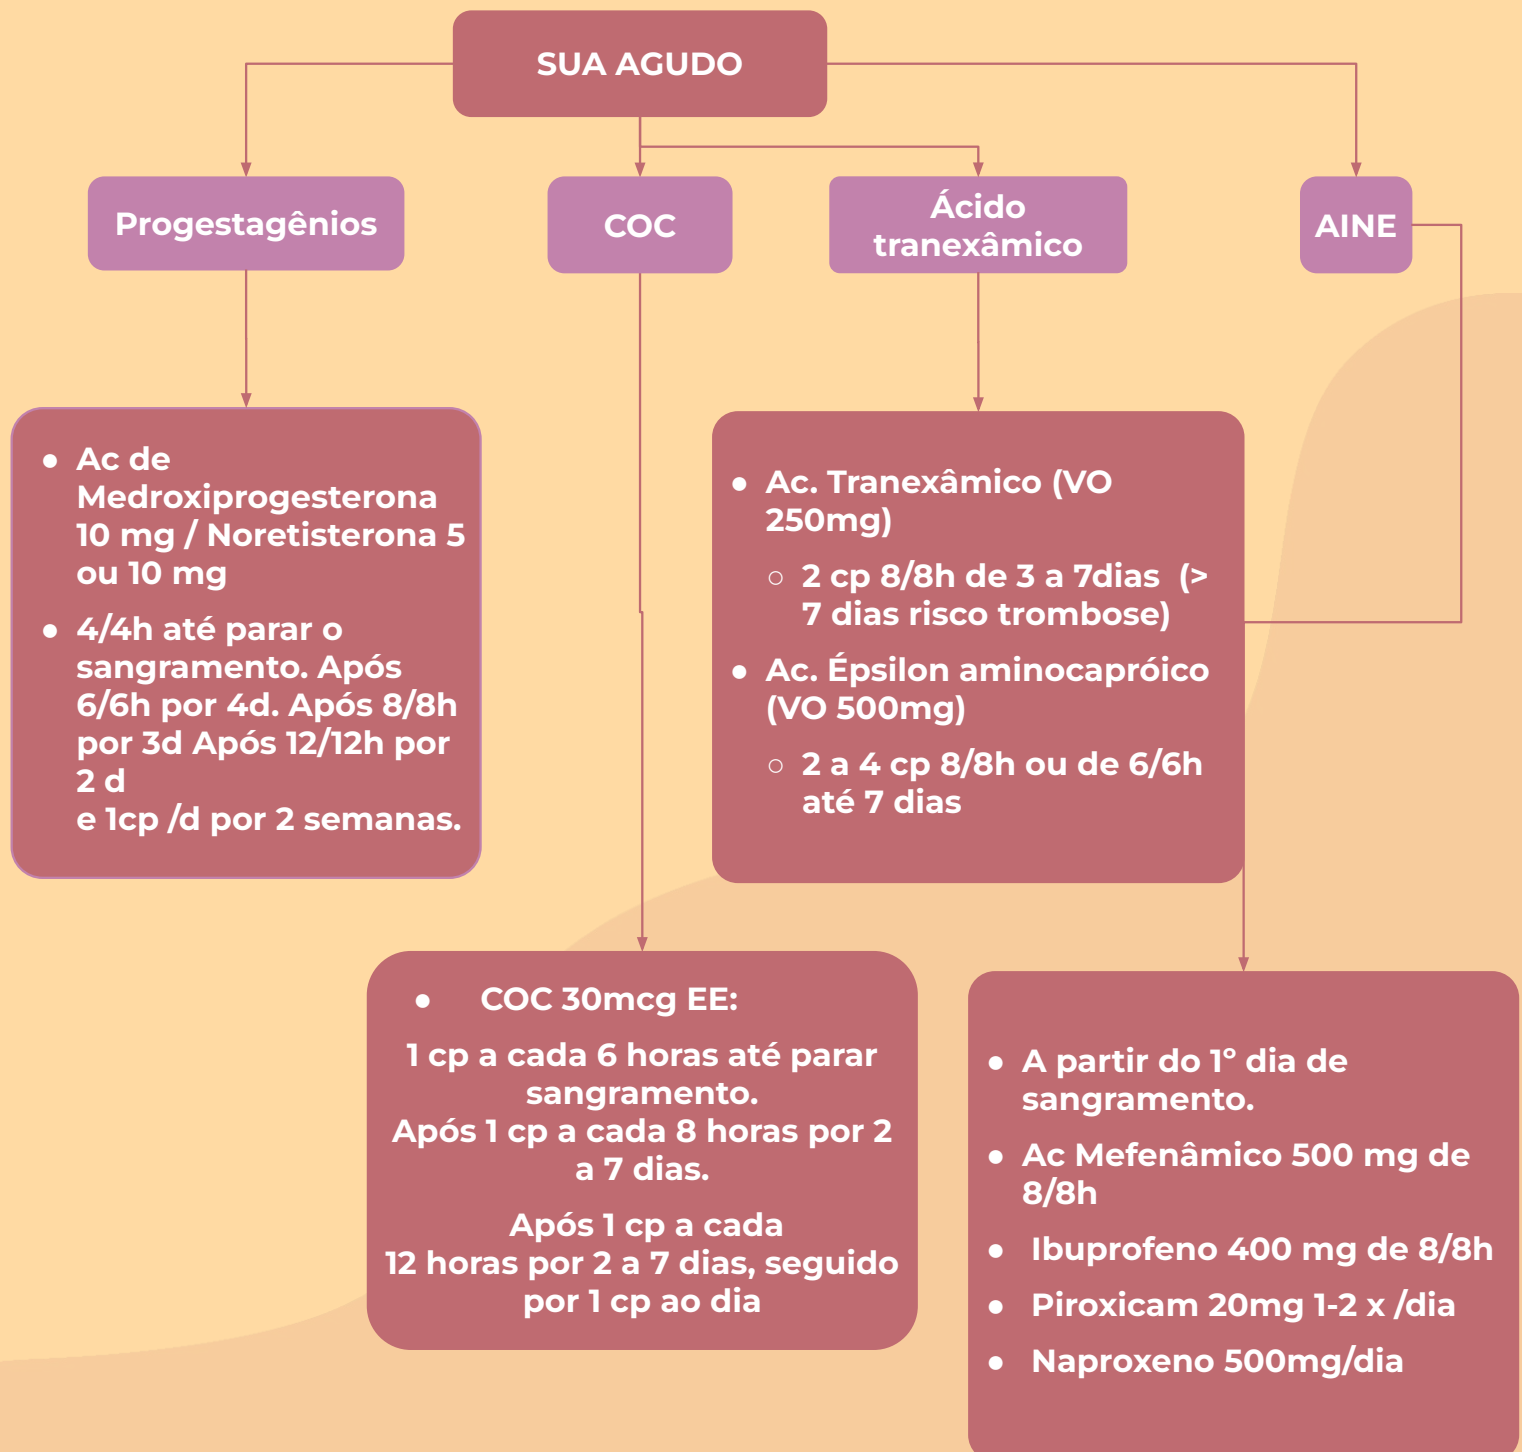 SUA AGUDO
Progestagênios
COC
Ácido
tranexâmico
AINE
● Ac de
Medroxiprogesterona
10 mg / Noretisterona 5
ou 10 mg
● 4/4h até parar o
sangramento. Após
6/6h por 4d. Após 8/8h
por 3d Após 12/12h por
2 d
e 1cp /d por 2 semanas.
● Ac. Tranexâmico (VO
250mg)
○ 2 cp 8/8h de 3 a 7dias (>
7 dias risco trombose)
● Ac. Épsilon aminocapróico
(VO 500mg)
○ 2 a 4 cp 8/8h ou de 6/6h
até 7 dias
● COC 30mcg EE:
1 cp a cada 6 horas até parar
sangramento.
Após 1 cp a cada 8 horas por 2
a 7 dias.
Após 1 cp a cada
12 horas por 2 a 7 dias, seguido
por 1 cp ao dia
● A partir do 1º dia de
sangramento.
● Ac Mefenâmico 500 mg de
8/8h
● Ibuprofeno 400 mg de 8/8h
● Piroxicam 20mg 1-2 x /dia
● Naproxeno 500mg/dia